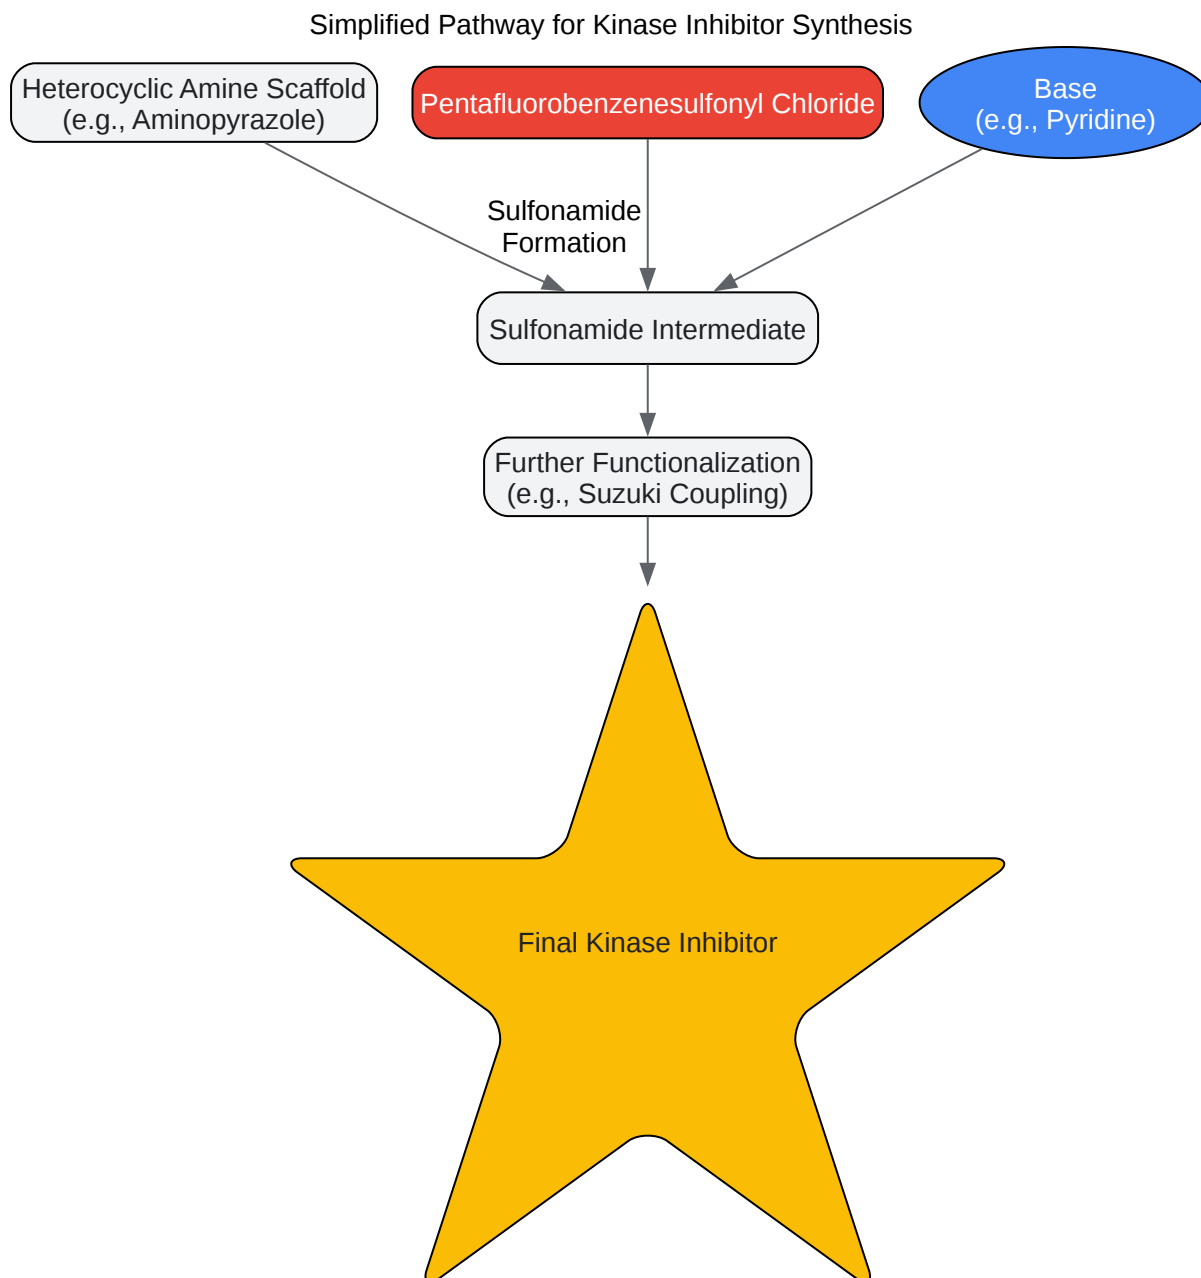 Simplified Pathway for Kinase Inhibitor Synthesis
Heterocyclic Amine Scaffold
(e.g., Aminopyrazole)
Pentafluorobenzenesulfonyl Chloride
Base
(e.g., Pyridine)
Sulfonamide
Formation
Sulfonamide Intermediate
Further Functionalization
(e.g., Suzuki Coupling)
Final Kinase Inhibitor